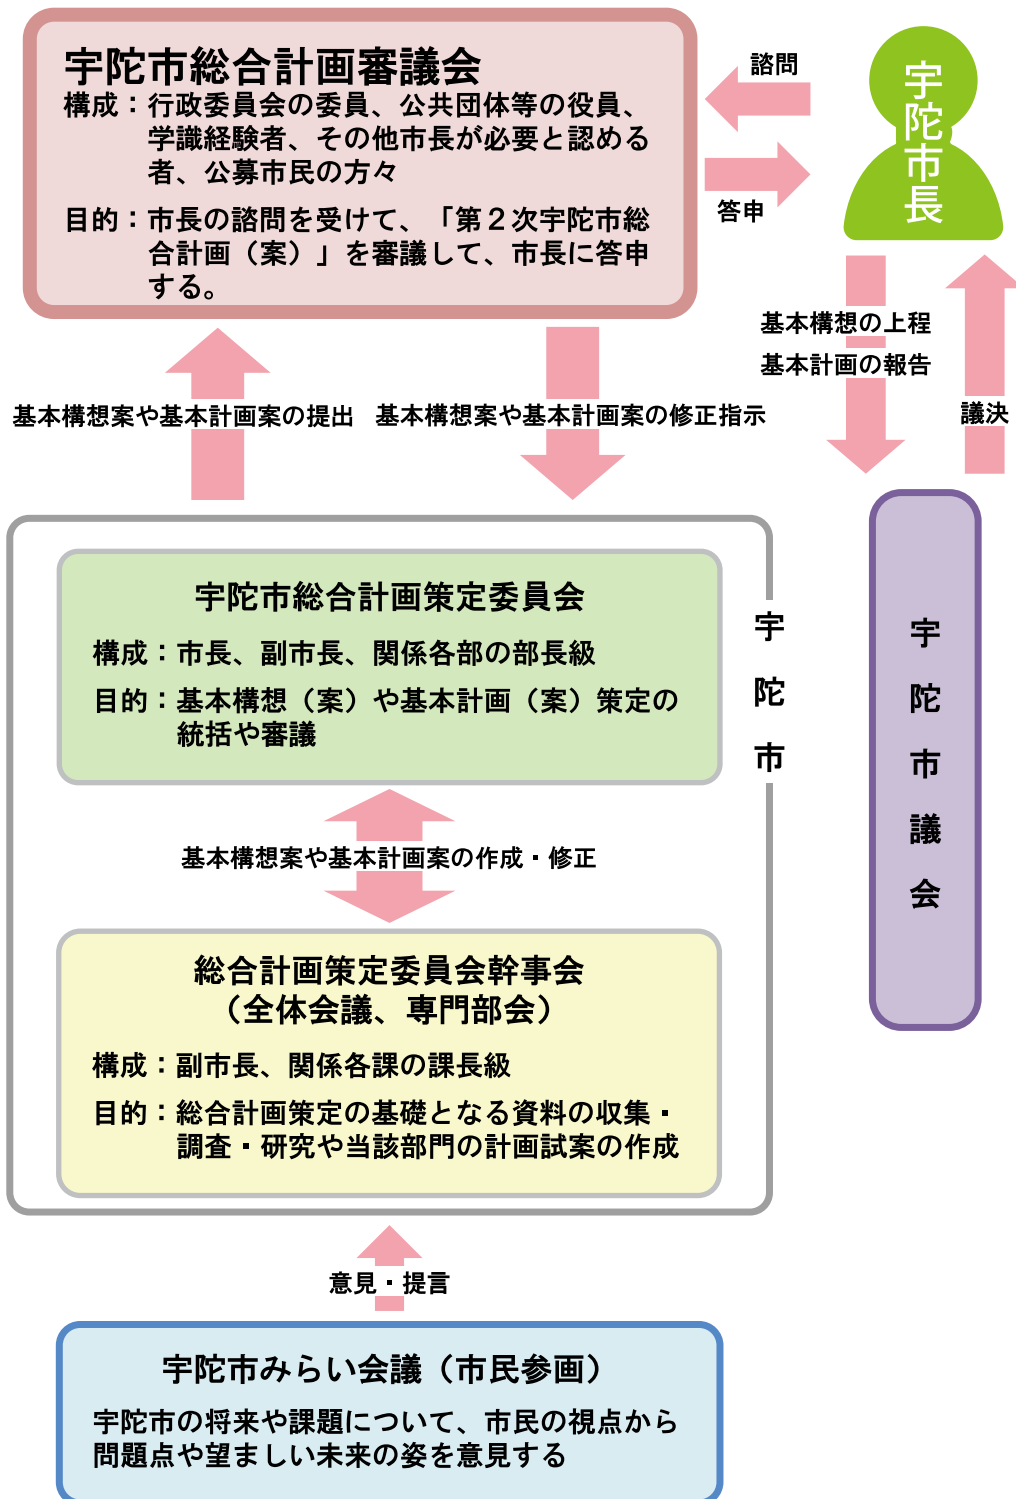 宇陀市総合計画審議会
構成：行政委員会の委員、公共団体等の役員、
学識経験者、その他市長が必要と認める
者、公募市民の方々
目的：市長の諮問を受けて、「第２次宇陀市総
合計画（案）」を審議して、市長に答申
する。
諮問
答申
宇陀市長
基本構想の上程
基本計画の報告
議決
基本構想案や基本計画案の提出
基本構想案や基本計画案の修正指示
宇陀市総合計画策定委員会
構成：市長、副市長、関係各部の部長級
目的：基本構想（案）や基本計画（案）策定の
統括や審議
宇陀市
宇陀市議会
基本構想案や基本計画案の作成・修正
総合計画策定委員会幹事会
（全体会議、専門部会）
構成：副市長、関係各課の課長級
目的：総合計画策定の基礎となる資料の収集・
調査・研究や当該部門の計画試案の作成
意見・提言
宇陀市みらい会議（市民参画）
宇陀市の将来や課題について、市民の視点から
問題点や望ましい未来の姿を意見する